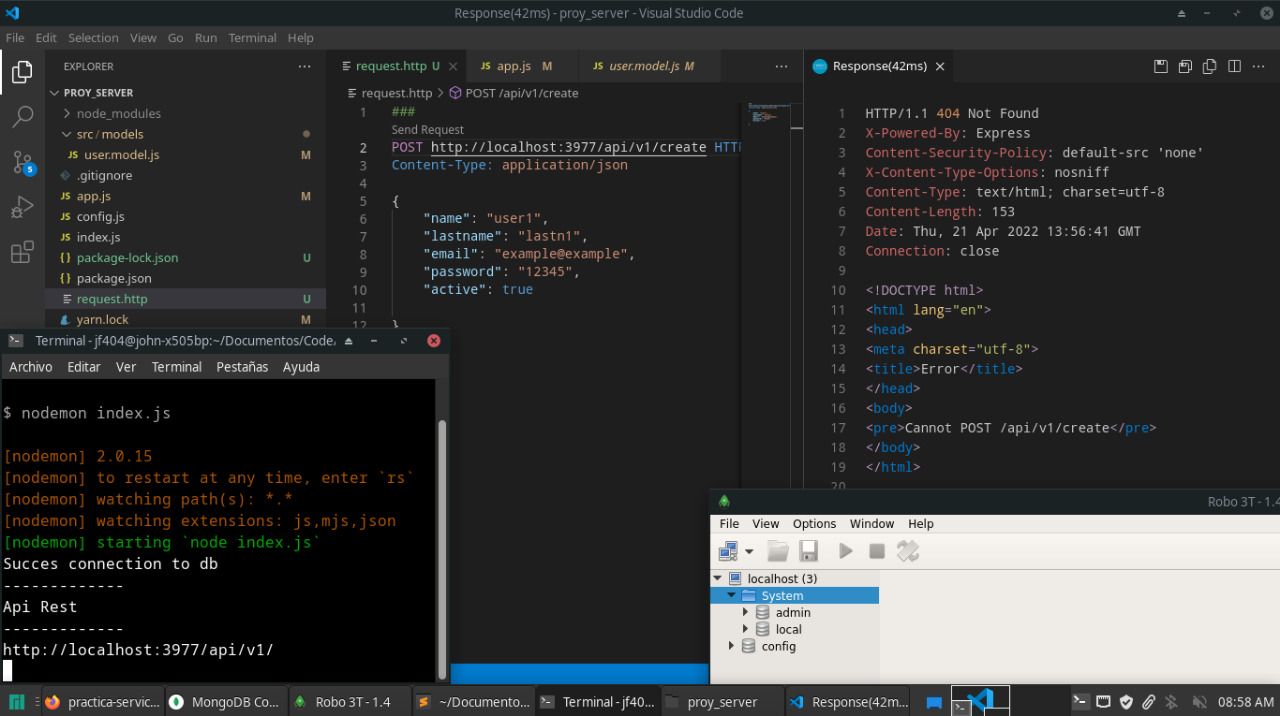 Response(42ms) - proy_server - Visual Studio Code
File Edit Selection View Go Run Terminal Help
EXPLORER
PROY_SERVER
node_modules
src / models
JS user.model.js M
.gitignore
JS app.js M
JS config.js
JS index.js
{ } package-lock.json U
{ } package.json
request.http U
yarn.lock M
5
request.http U
JS app.js M
JS user.model.js M
request.http > POST /api/v1/create
1 ###
Send Request
2 POST http://localhost:3977/api/v1/create HTT
3 Content-Type: application/json
4
5 {
6 "name": "user1",
7 "lastname": "lastn1",
8 "email": "example@example",
9 "password": "12345",
10 "active": true
11
12 }
Response(42ms)
1 HTTP/1.1 404 Not Found
2 X-Powered-By: Express
3 Content-Security-Policy: default-src 'none'
4 X-Content-Type-Options: nosniff
5 Content-Type: text/html; charset=utf-8
6 Content-Length: 153
7 Date: Thu, 21 Apr 2022 13:56:41 GMT
8 Connection: close
9
10 <!DOCTYPE html>
11 <html lang="en">
12 <head>
13 <meta charset="utf-8">
14 <title>Error</title>
15 </head>
16 <body>
17 <pre>Cannot POST /api/v1/create</pre>
18 </body>
19 </html>
20
Terminal - jf404@john-x505bp:~/Documentos/Code/
Archivo Editar Ver Terminal Pestañas Ayuda
$ nodemon index.js
[nodemon] 2.0.15
[nodemon] to restart at any time, enter `rs`
[nodemon] watching path(s): *.*
[nodemon] watching extensions: js,mjs,json
[nodemon] starting `node index.js`
Succes connection to db
-------------
Api Rest
-------------
http://localhost:3977/api/v1/
Robo 3T - 1.4
File View Options Window Help
localhost (3)
System
admin
local
config
practica-servic...
MongoDB Co...
Robo 3T - 1.4
~/Documento...
Terminal - jf40...
proy_server
Response(42m...
08:58 AM